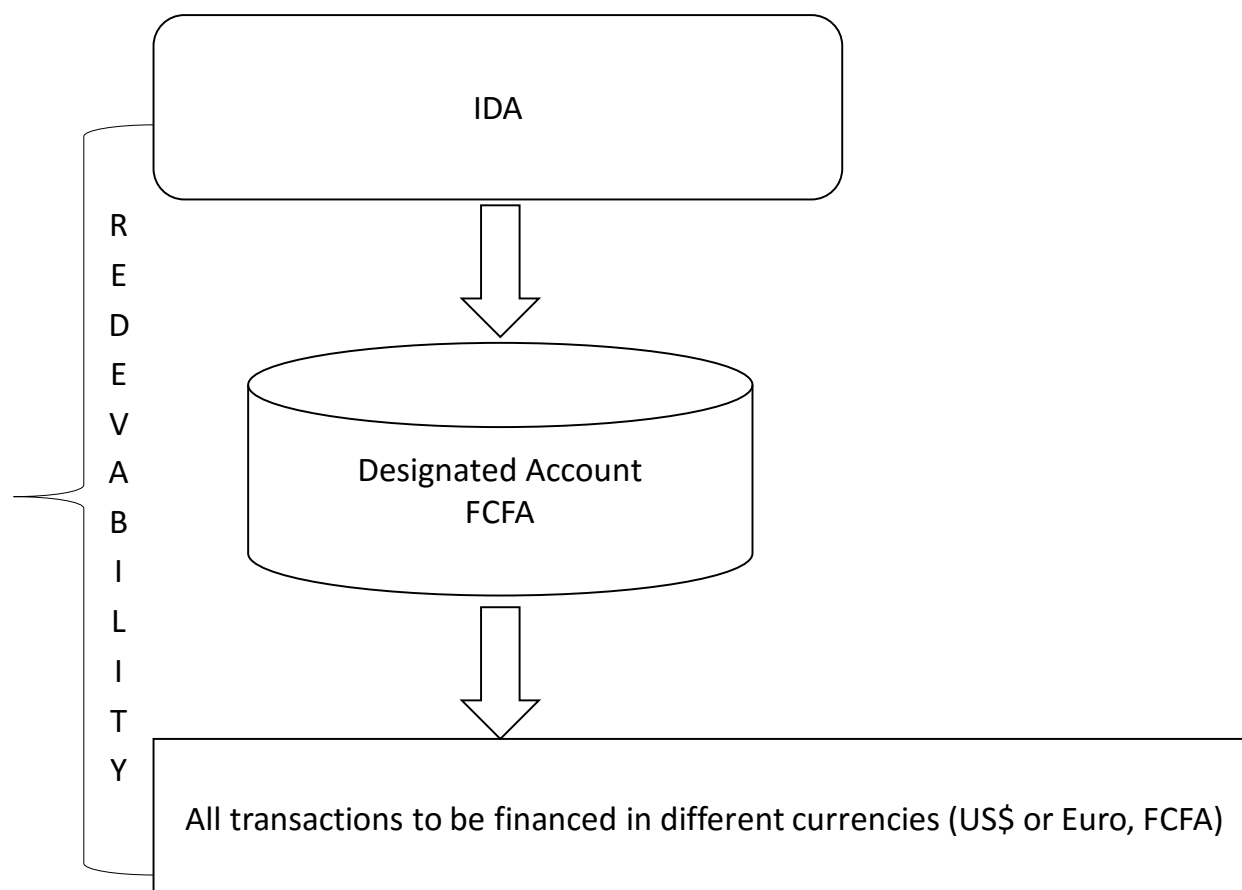 IDA
R
E
D
E
V
A
B
I
L
I
T
Y
Designated Account
FCFA
All transactions to be financed in different currencies (US$ or Euro, FCFA)